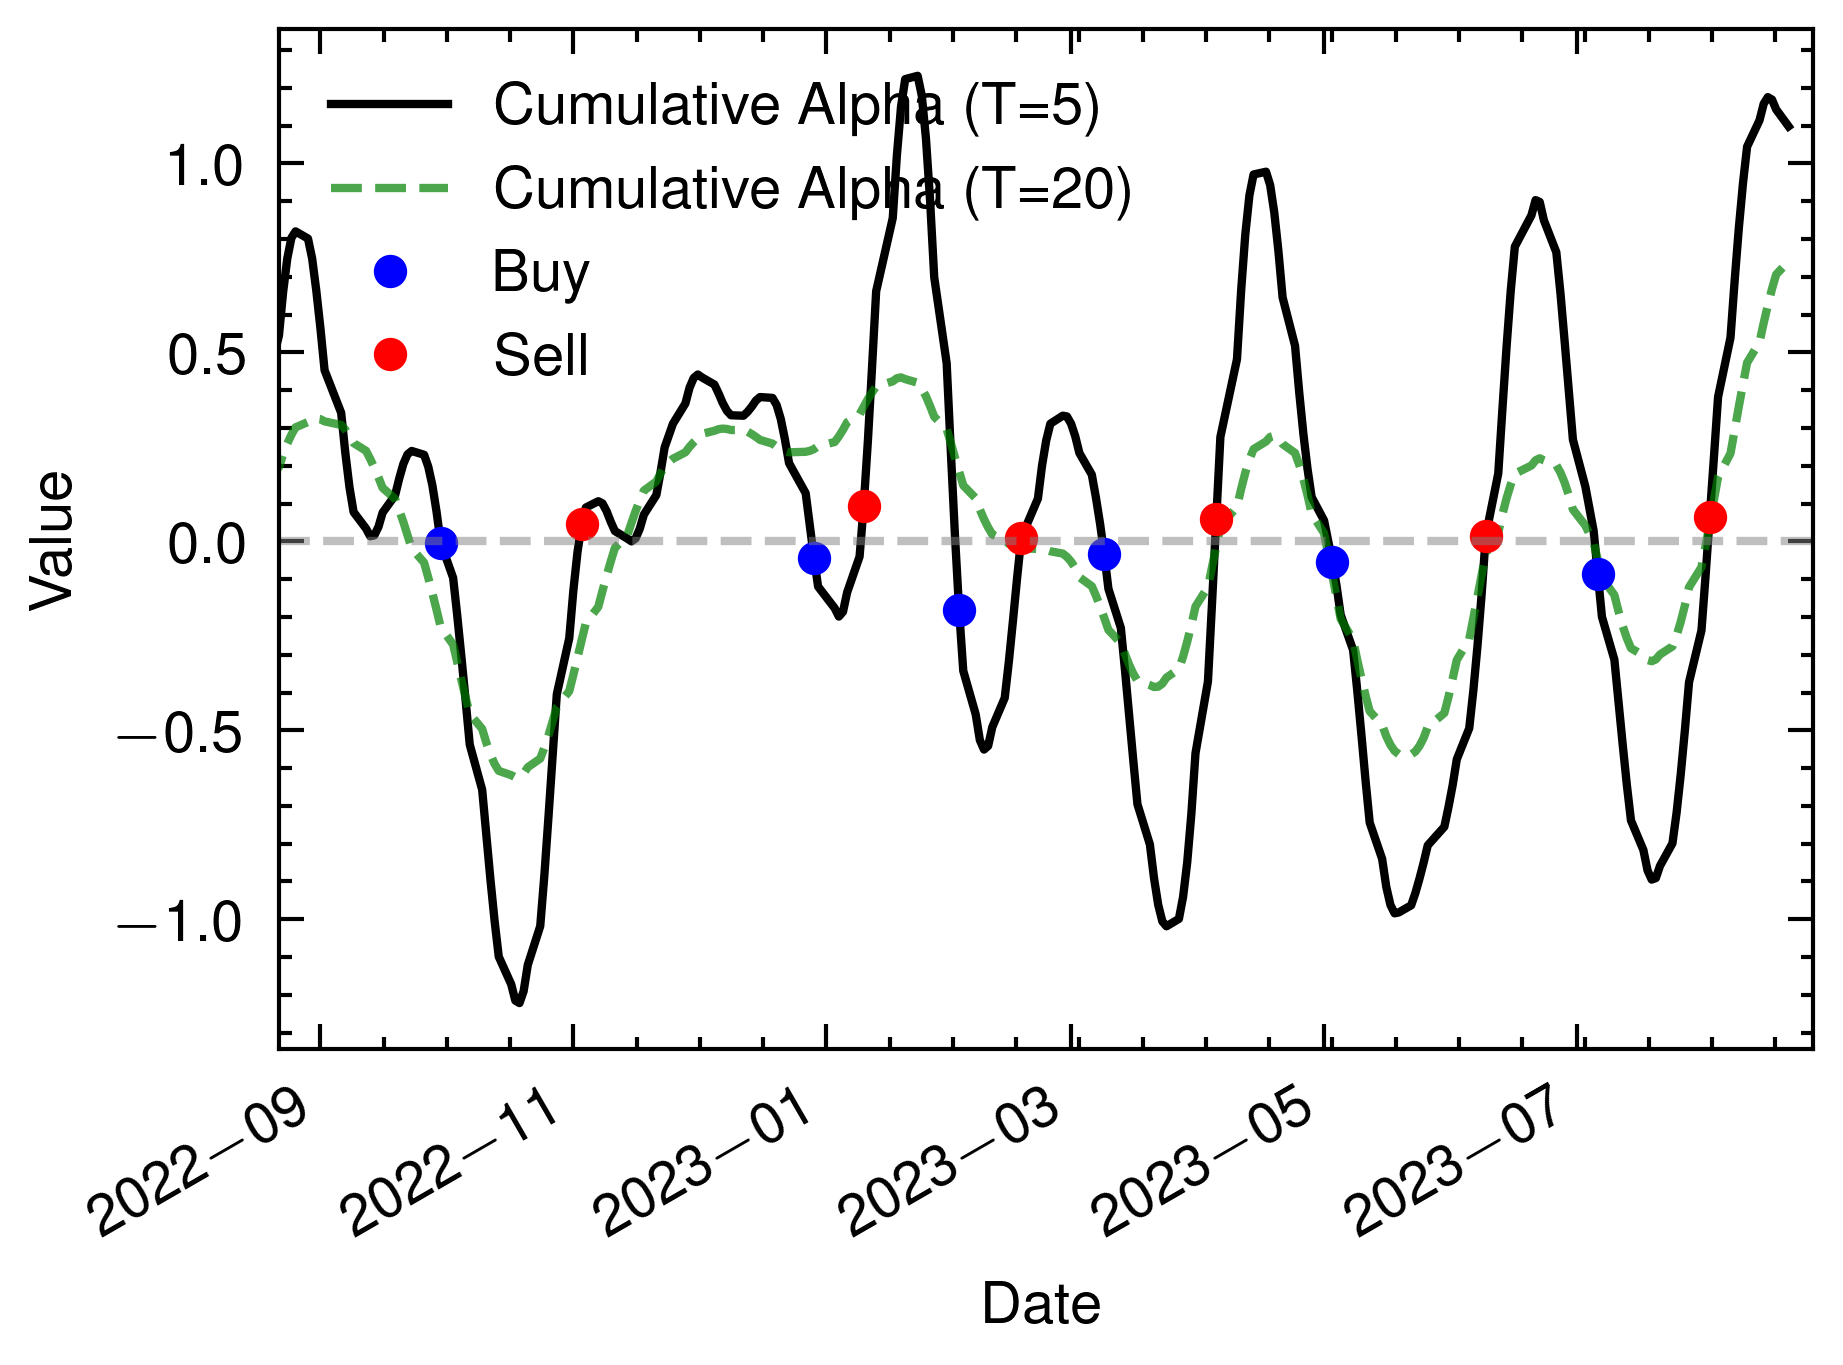 Cumulative Alpha (T=5)
Cumulative Alpha (T=20)
Buy
Sell
1.0
0.5
0.0
−0.5
−1.0
Value
2022−09
2022−11
2023−01
2023−03
2023−05
2023−07
Date